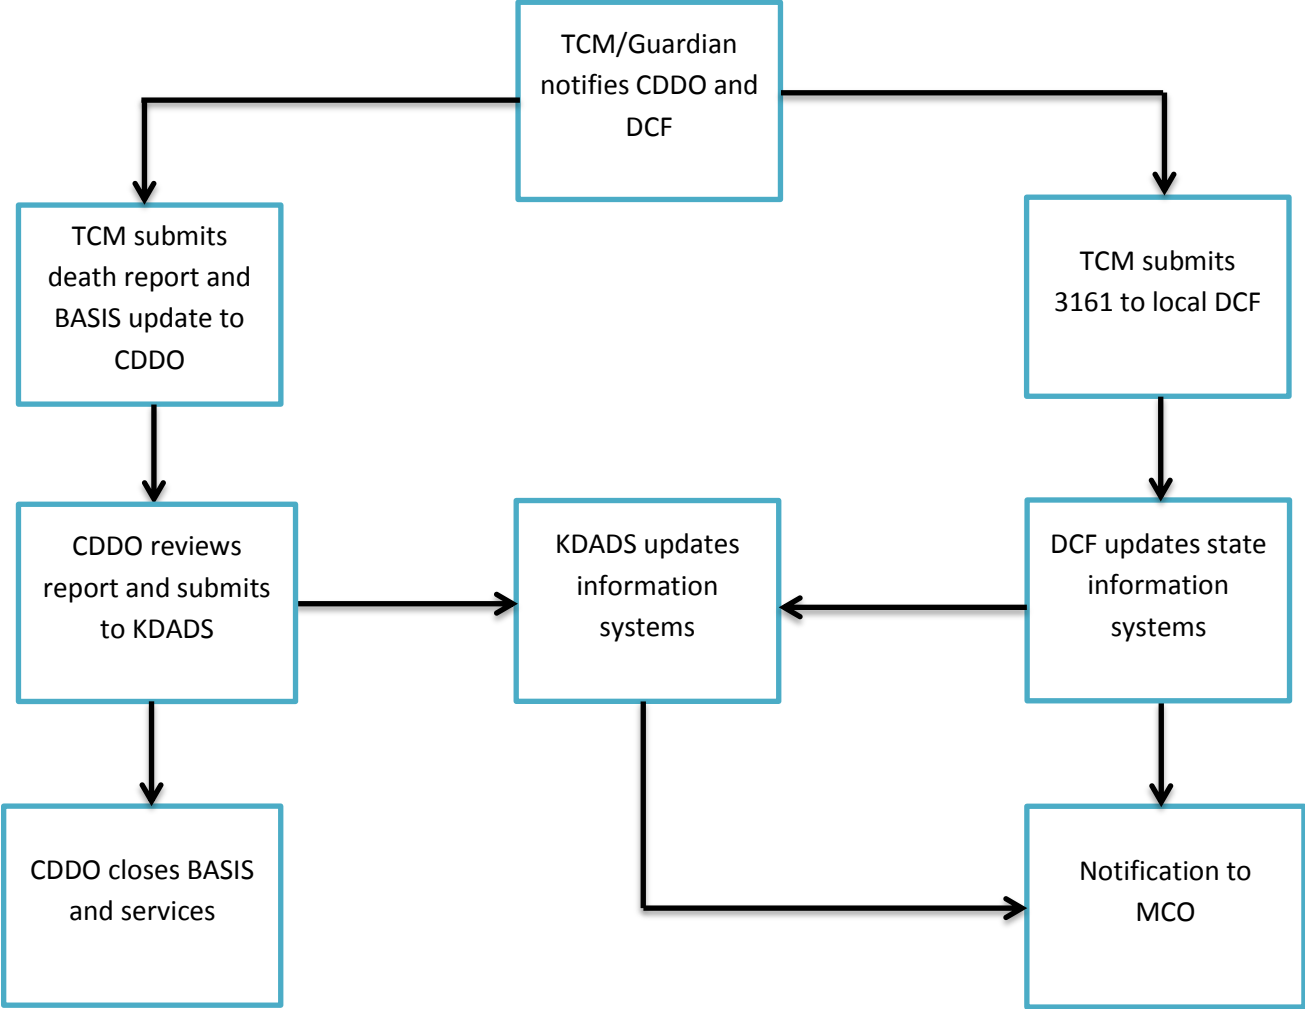 TCM/Guardian
notifies CDDO and
DCF
TCM submits
death report and
BASIS update to
CDDO
TCM submits
3161 to local DCF
CDDO reviews
report and submits
to KDADS
KDADS updates
information
systems
DCF updates state
information
systems
CDDO closes BASIS
and services
Notification to
MCO